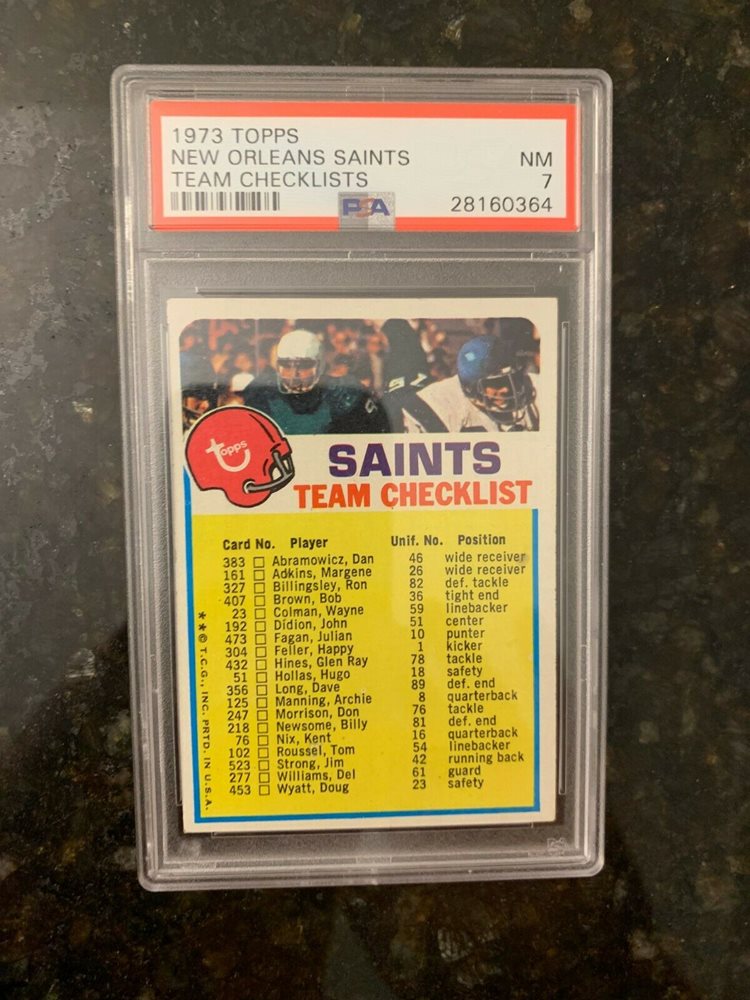 1973 TOPPS
NEW ORLEANS SAINTS NM
TEAM CHECKLISTS 7
PSA 28160364
topps
SAINTS
TEAM CHECKLIST
Card No. Player Unif. No. Position
383 Abramowicz, Dan 46 wide receiver
161 Adkins, Margene 26 wide receiver
327 Billingsley, Ron 82 def. tackle
407 Brown, Bob 36 tight end
23 Colman, Wayne 59 linebacker
192 Didion, John 51 center
473 Fagan, Julian 10 punter
304 Feller, Happy 1 kicker
432 Hines, Glen Ray 78 tackle
51 Hollas, Hugo 18 safety
356 Long, Dave 89 def. end
125 Manning, Archie 8 quarterback
247 Morrison, Don 76 tackle
218 Newsome, Billy 81 def. end
76 Nix, Kent 16 quarterback
102 Roussel, Tom 54 linebacker
523 Strong, Jim 42 running back
277 Williams, Del 61 guard
453 Wyatt, Doug 23 safety
**© T.C.G., INC. PRTD. IN U.S.A.